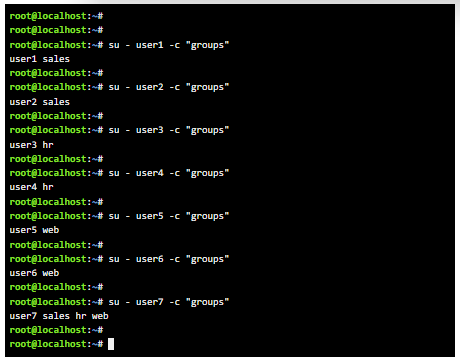 root@localhost:~#
root@localhost:~#
root@localhost:~# su - user1 -c "groups"
user1 sales
root@localhost:~#
root@localhost:~# su - user2 -c "groups"
user2 sales
root@localhost:~#
root@localhost:~# su - user3 -c "groups"
user3 hr
root@localhost:~#
root@localhost:~# su - user4 -c "groups"
user4 hr
root@localhost:~#
root@localhost:~# su - user5 -c "groups"
user5 web
root@localhost:~#
root@localhost:~# su - user6 -c "groups"
user6 web
root@localhost:~#
root@localhost:~# su - user7 -c "groups"
user7 sales hr web
root@localhost:~#
root@localhost:~#